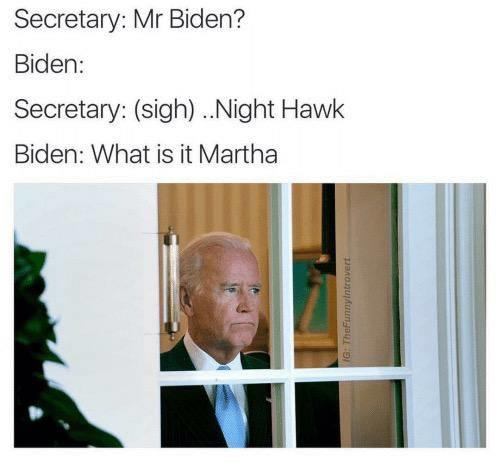 Secretary: Mr Biden?
Biden:
Secretary: (sigh) ..Night Hawk
Biden: What is it Martha
IG: TheFunnyIntrovert